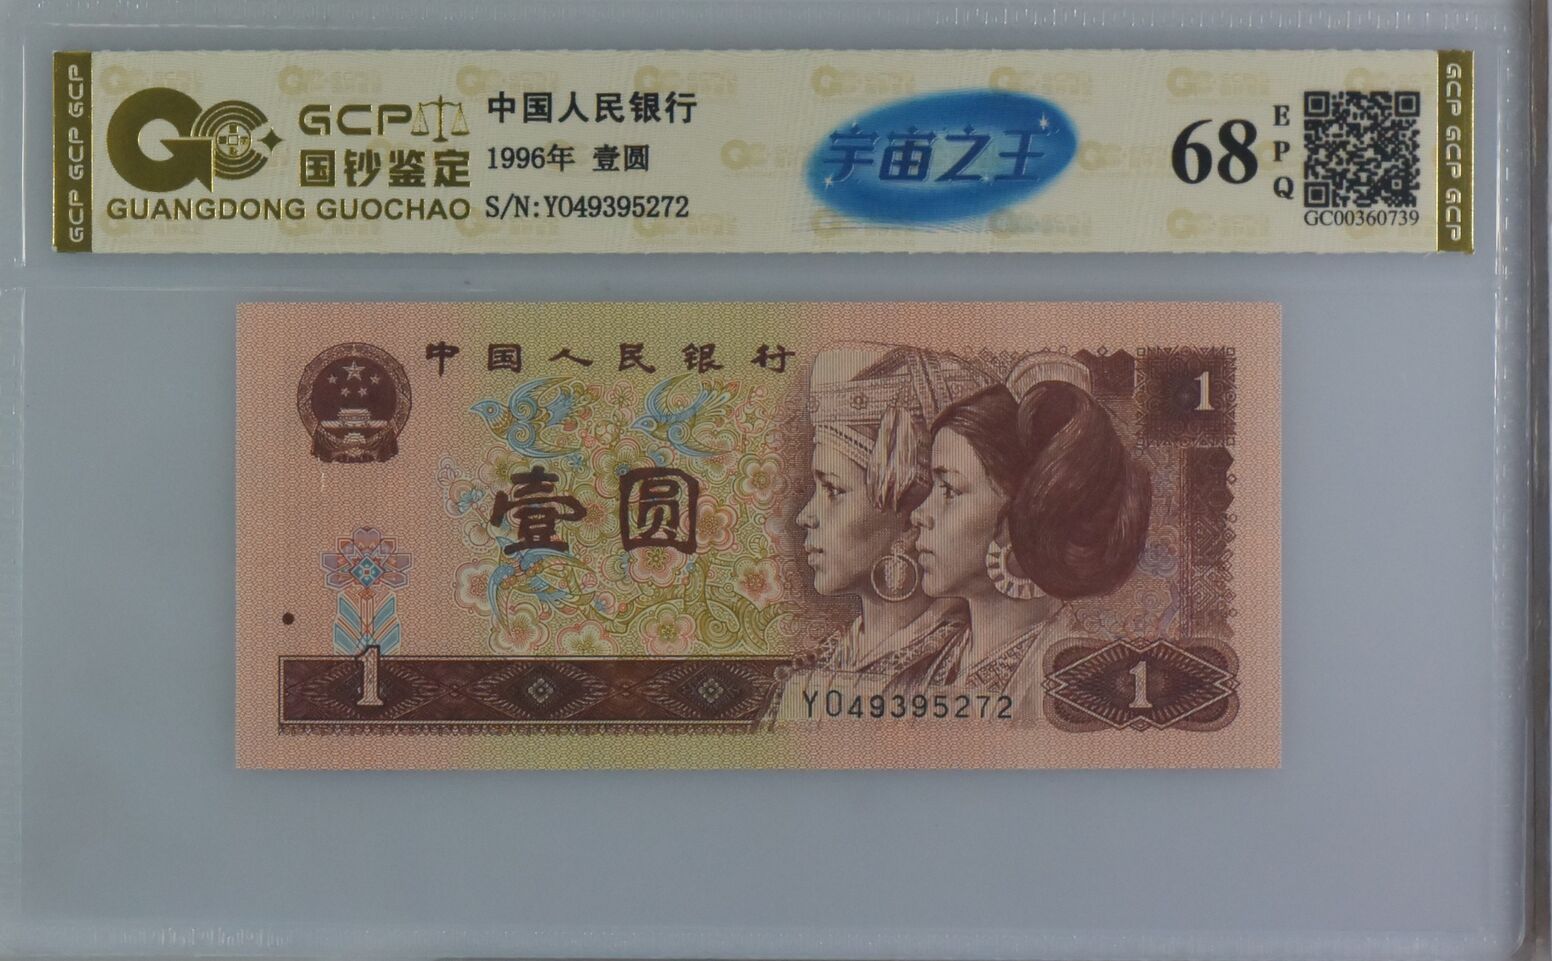 GCP GCP GCP
GCP
国钞鉴定
GUANGDONG GUOCHAO
中国人民银行
1996年 壹圆
S/N:YO49395272
宇宙之王
68
E
P
Q
GC00360739
GCP GCP GCP
中国人民银行
1
壹圆
1
YO49395272
1